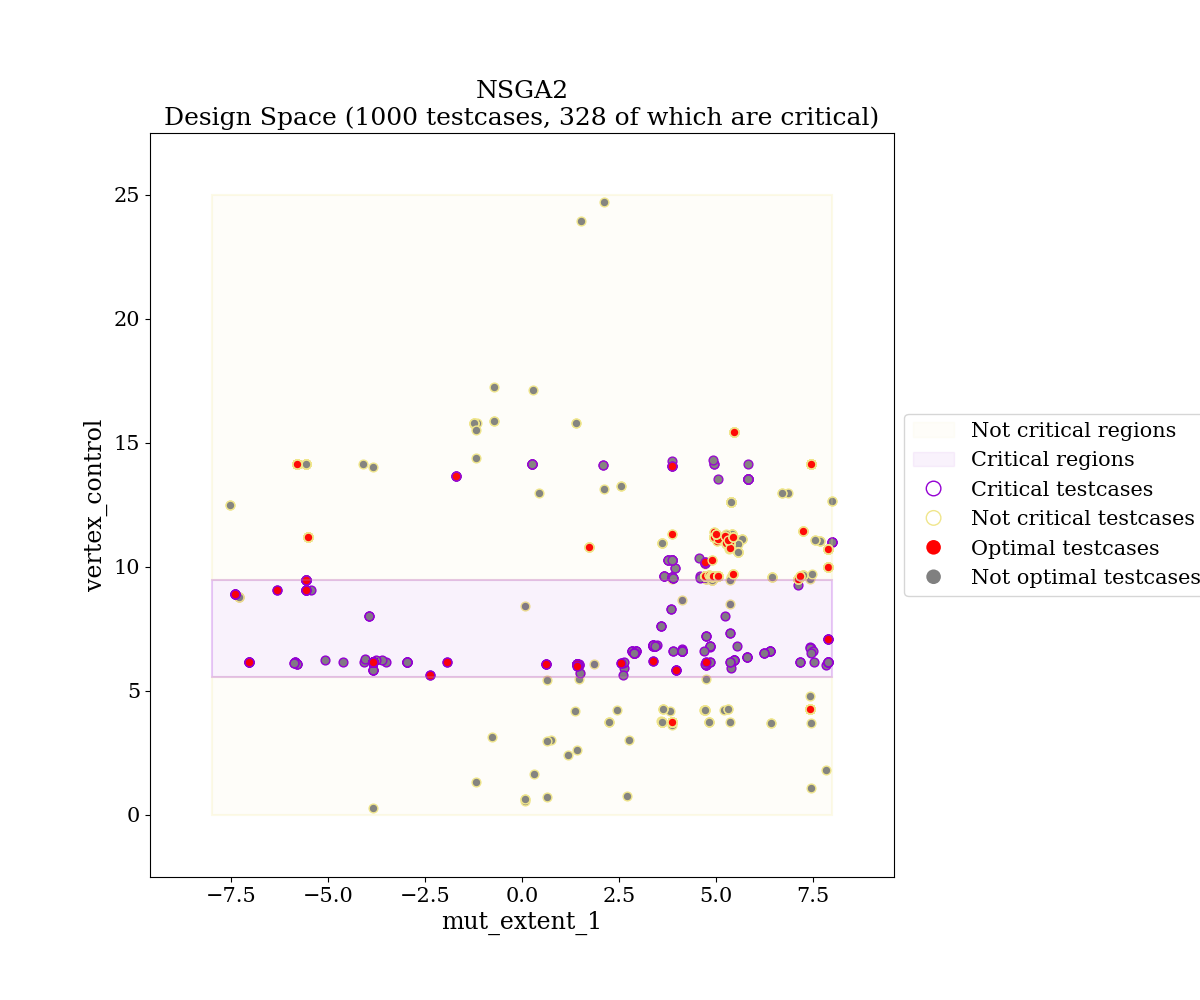 NSGA2
Design Space (1000 testcases, 328 of which are critical)
25
20
15
10
5
0
vertex_control
−7.5
−5.0
−2.5
0.0
2.5
5.0
7.5
mut_extent_1
Not critical regions
Critical regions
Critical testcases
Not critical testcases
Optimal testcases
Not optimal testcases